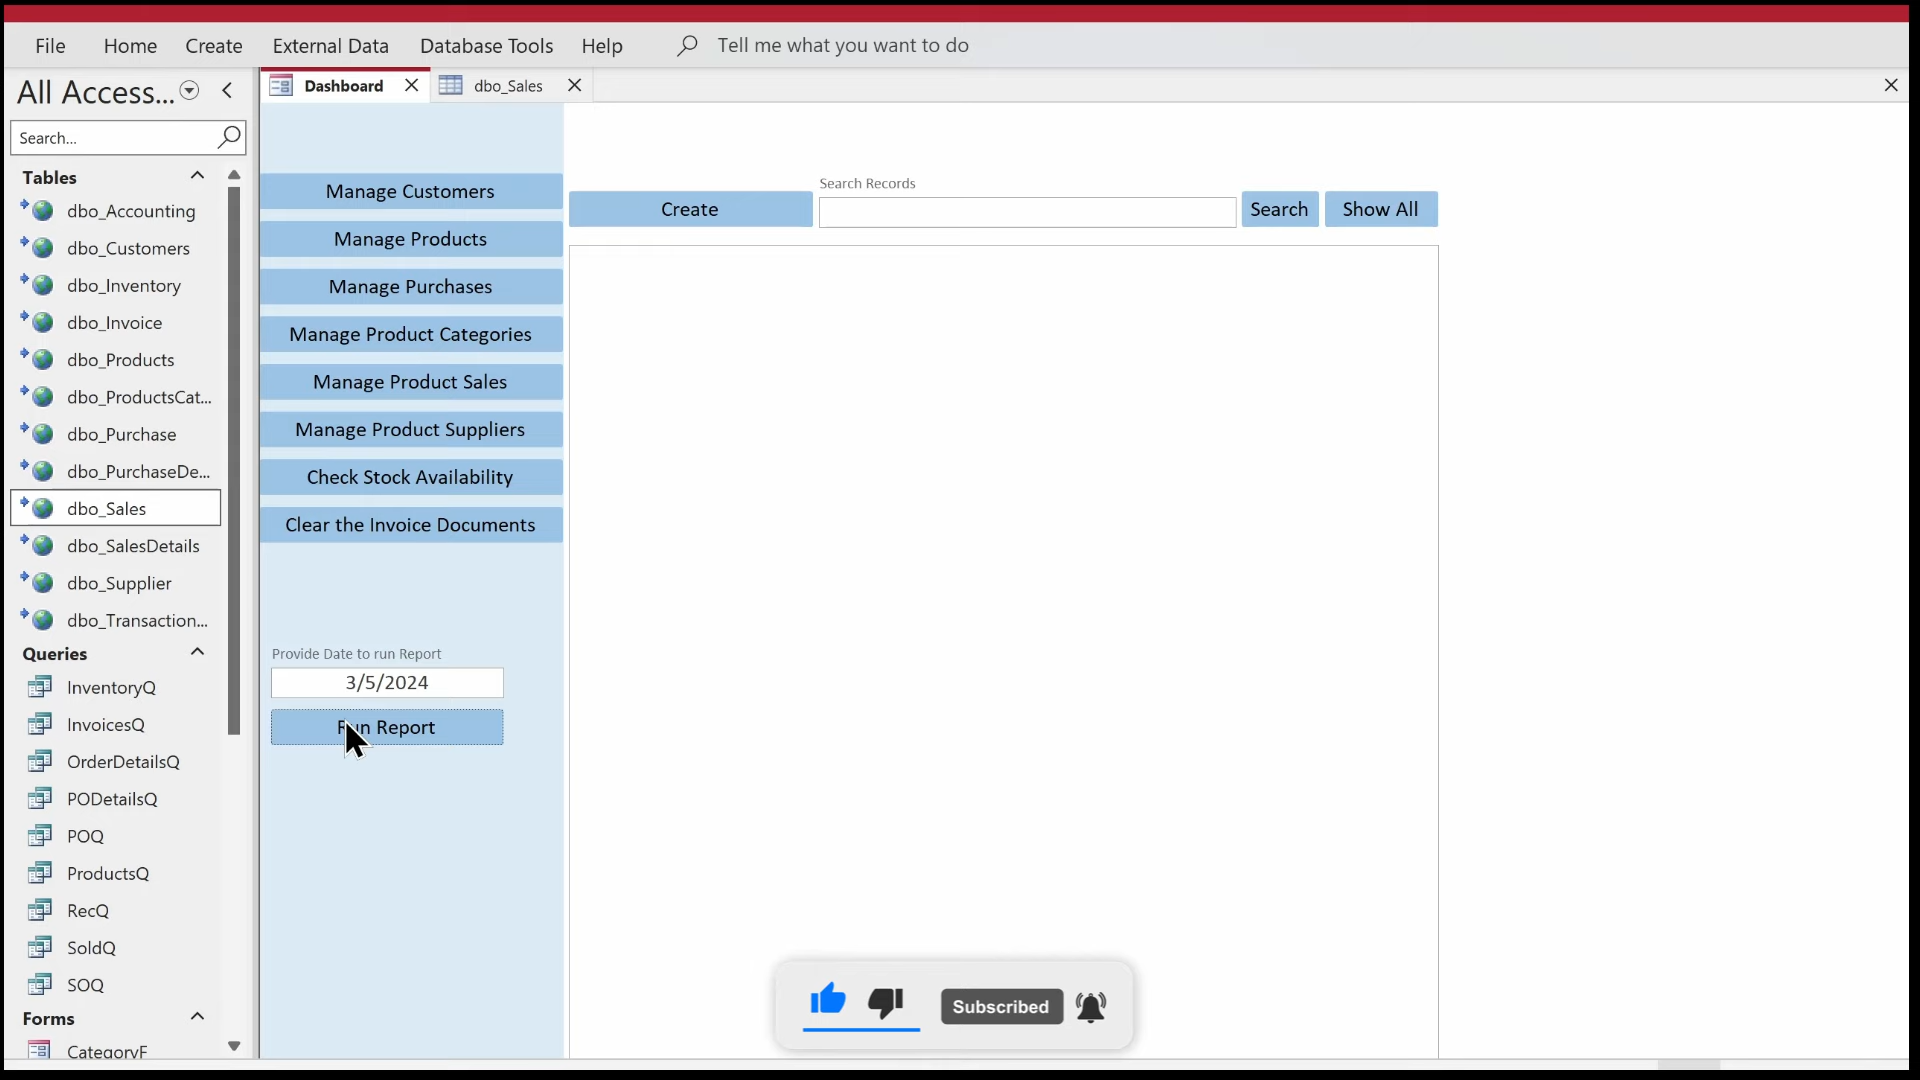 File Home Create External Data Database Tools Help Tell me what you want to do
All Access...
Dashboard dbo_Sales
Search...
Tables
dbo_Accounting
dbo_Customers
dbo_Inventory
dbo_Invoice
dbo_Products
dbo_ProductsCat...
dbo_Purchase
dbo_PurchaseDe...
dbo_Sales
dbo_SalesDetails
dbo_Supplier
dbo_Transaction...
Queries
InventoryQ
InvoicesQ
OrderDetailsQ
PODetailsQ
POQ
ProductsQ
RecQ
SoldQ
SOQ
Forms
CategoryF
Manage Customers
Manage Products
Manage Purchases
Manage Product Categories
Manage Product Sales
Manage Product Suppliers
Check Stock Availability
Clear the Invoice Documents
Provide Date to run Report
3/5/2024
Run Report
Search Records
Create Search Show All
Subscribed